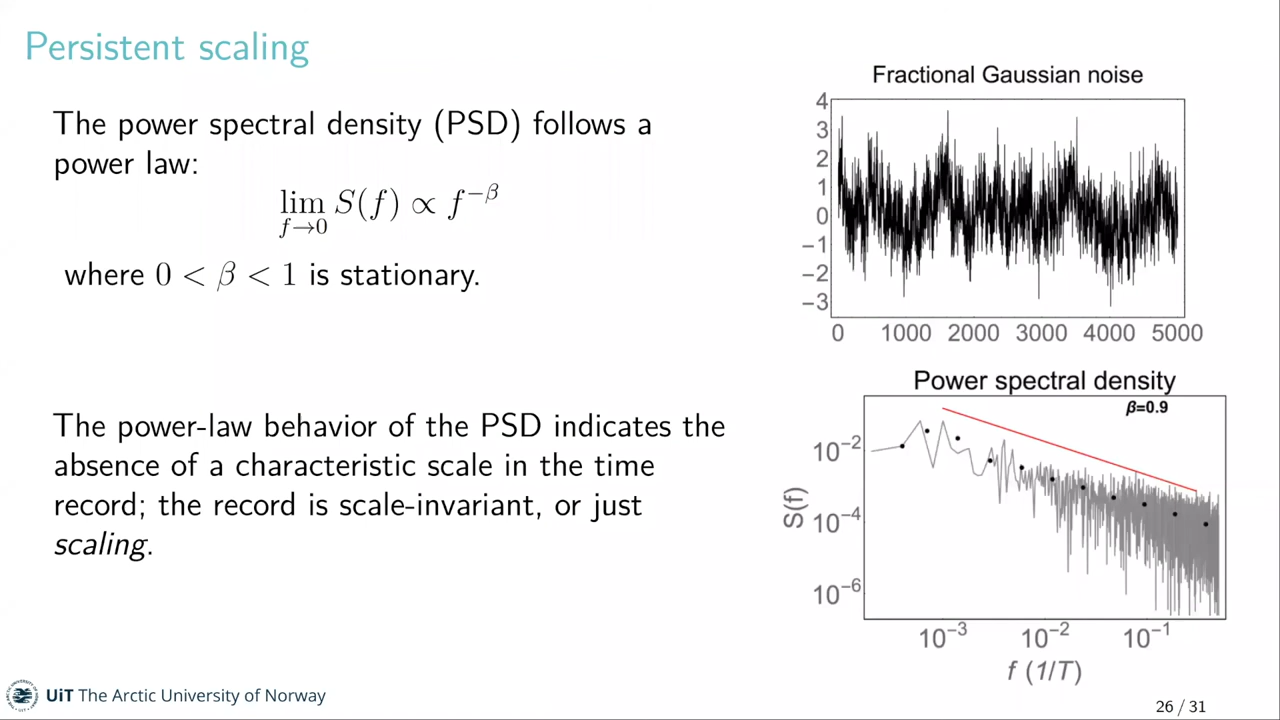 Persistent scaling
The power spectral density (PSD) follows a
power law:
lim S(f) ∝ f^−β
f→0
where 0 < β < 1 is stationary.
The power-law behavior of the PSD indicates the
absence of a characteristic scale in the time
record; the record is scale-invariant, or just
scaling.
Fractional Gaussian noise
4
3
2
1
0
−1
−2
−3
0 1000 2000 3000 4000 5000
Power spectral density
β=0.9
10^−2
10^−4
10^−6
S(f)
10^−3 10^−2 10^−1
f (1/T)
UiT The Arctic University of Norway
26 / 31